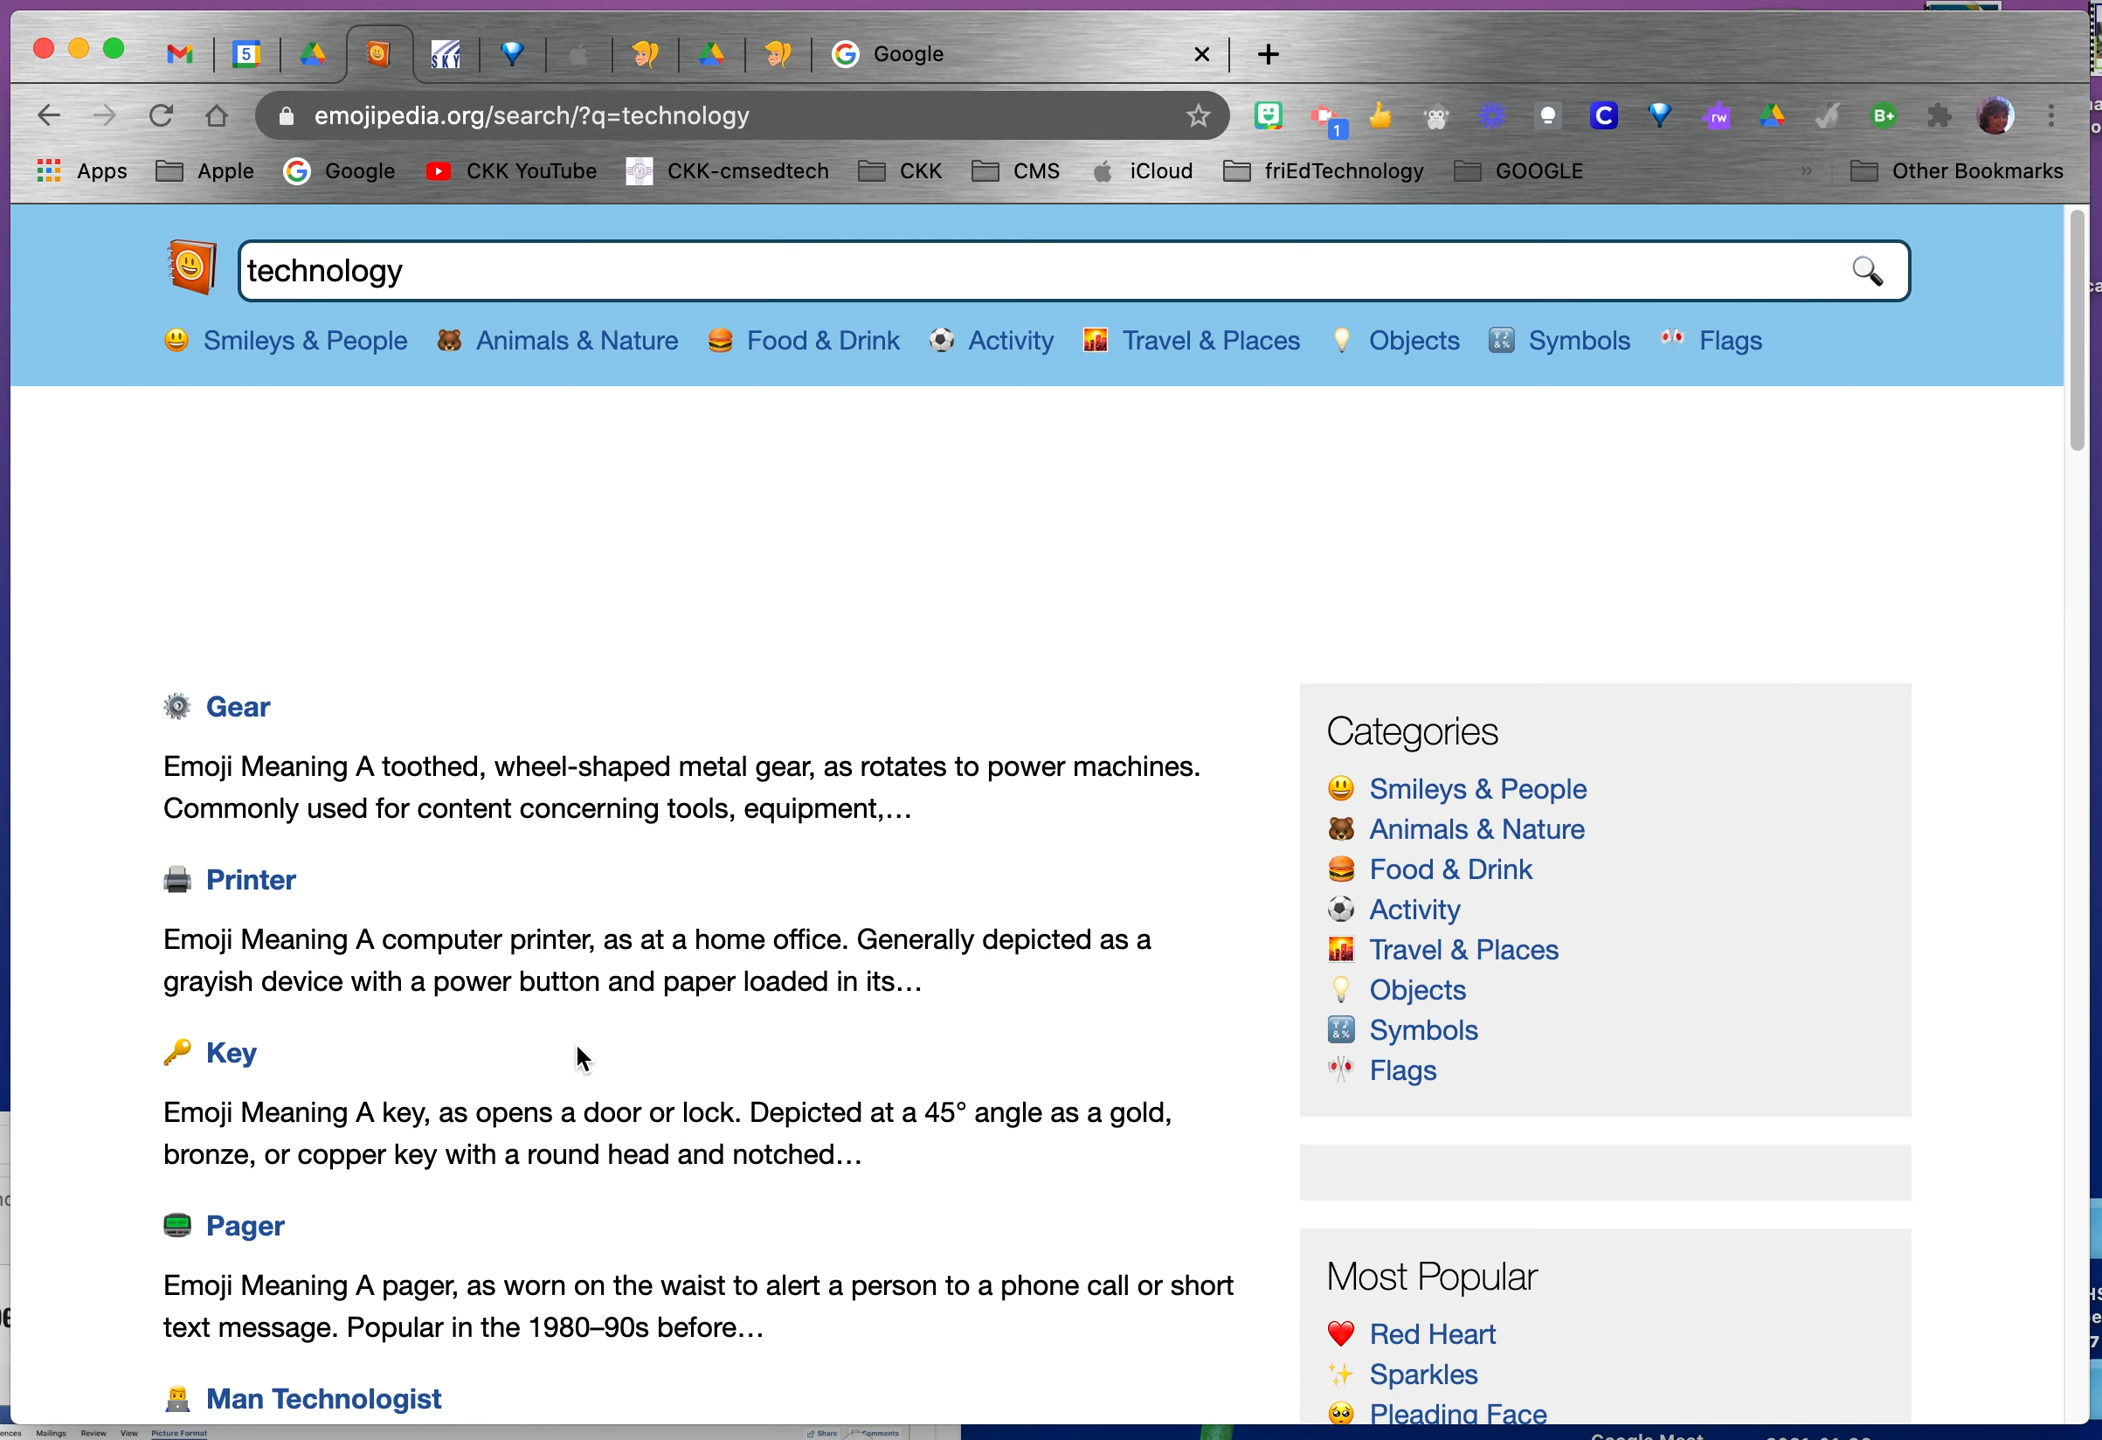 5
SKY
Google
emojipedia.org/search/?q=technology
1
C
rw
B+
Apps
Apple
Google
CKK YouTube
CKK-cmsedtech
CKK
CMS
iCloud
friEdTechnology
GOOGLE
»
Other Bookmarks
technology
Smileys & People
Animals & Nature
Food & Drink
Activity
Travel & Places
Objects
Symbols
Flags
Gear
Emoji Meaning A toothed, wheel-shaped metal gear, as rotates to power machines.
Commonly used for content concerning tools, equipment,...
Printer
Emoji Meaning A computer printer, as at a home office. Generally depicted as a
grayish device with a power button and paper loaded in its...
Key
Emoji Meaning A key, as opens a door or lock. Depicted at a 45° angle as a gold,
bronze, or copper key with a round head and notched...
Pager
Emoji Meaning A pager, as worn on the waist to alert a person to a phone call or short
text message. Popular in the 1980–90s before...
Man Technologist
Categories
Smileys & People
Animals & Nature
Food & Drink
Activity
Travel & Places
Objects
Symbols
Flags
Most Popular
Red Heart
Sparkles
Pleading Face
Mailings
Review
View
Picture Format
Share
Comments